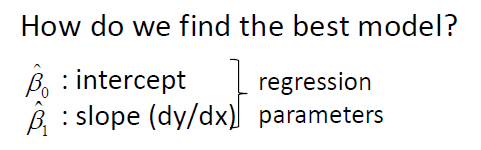 How do we find the best model?
β̂₀ : intercept
β̂₁ : slope (dy/dx)
regression
parameters